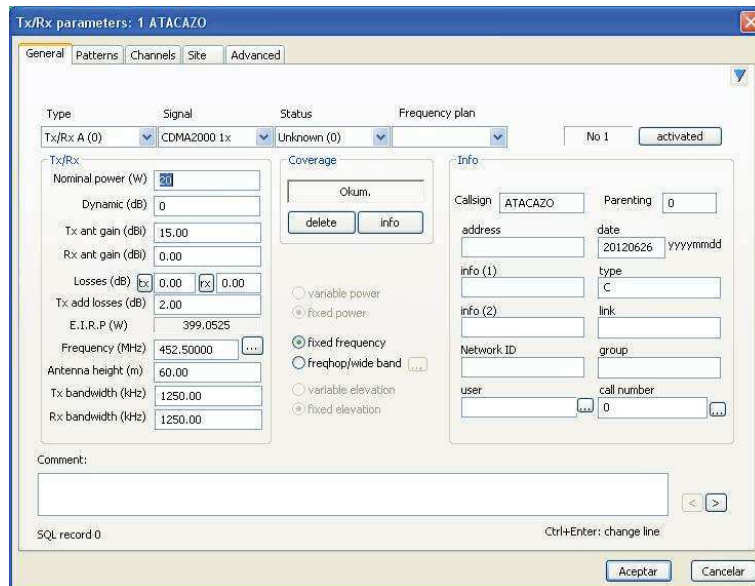 Tx/Rx parameters: 1 ATACAZO
General Patterns Channels Site Advanced
Type Signal Status Frequency plan
Tx/Rx A (0) CDMA2000 1x Unknown (0) No 1 activated
Tx/Rx
Nominal power (W) 20
Dynamic (dB) 0
Tx ant gain (dBi) 15.00
Rx ant gain (dBi) 0.00
Losses (dB) tx 0.00 rx 0.00
Tx add losses (dB) 2.00
E.I.R.P (W) 399.0525
Frequency (MHz) 452.50000 ...
Antenna height (m) 60.00
Tx bandwidth (kHz) 1250.00
Rx bandwidth (kHz) 1250.00
Coverage
Okum.
delete info
variable power
fixed power
fixed frequency
freqhop/wide band ...
variable elevation
fixed elevation
Info
Callsign ATACAZO Parenting 0
address date
20120626 yyyymmdd
info (1) type
C
info (2) link
Network ID group
user call number
... 0 ...
Comment:
< >
SQL record 0 Ctrl+Enter: change line
Aceptar Cancelar